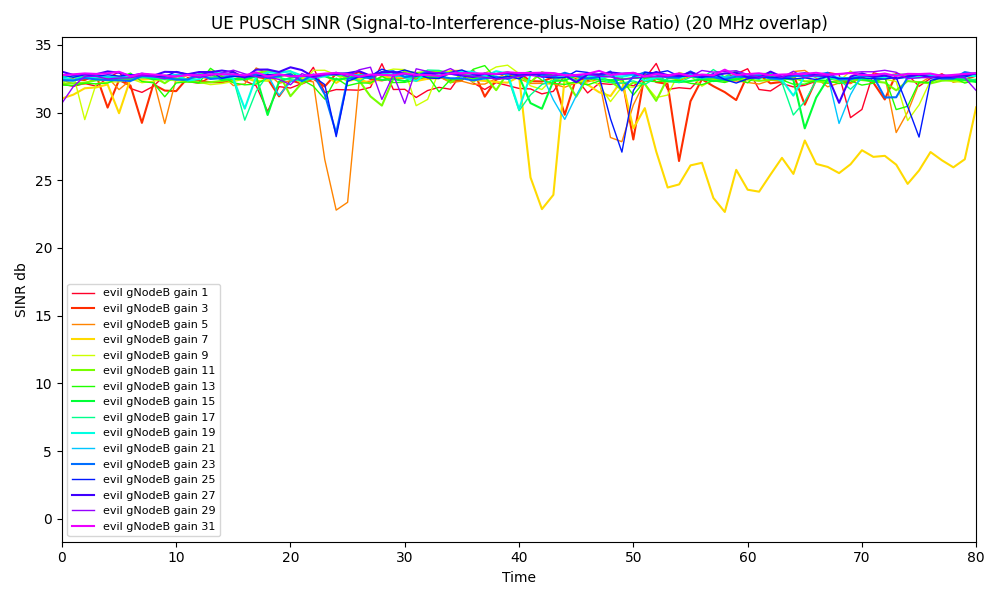 UE PUSCH SINR (Signal-to-Interference-plus-Noise Ratio) (20 MHz overlap)
SINR db
35
30
25
20
15
10
5
0
evil gNodeB gain 1
evil gNodeB gain 3
evil gNodeB gain 5
evil gNodeB gain 7
evil gNodeB gain 9
evil gNodeB gain 11
evil gNodeB gain 13
evil gNodeB gain 15
evil gNodeB gain 17
evil gNodeB gain 19
evil gNodeB gain 21
evil gNodeB gain 23
evil gNodeB gain 25
evil gNodeB gain 27
evil gNodeB gain 29
evil gNodeB gain 31
0 10 20 30 40 50 60 70 80
Time